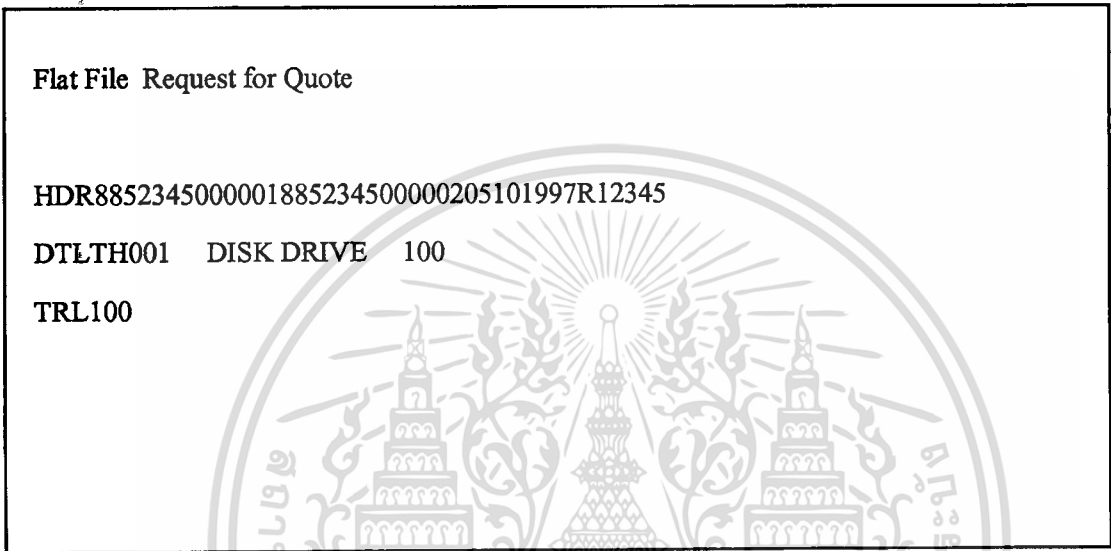 Flat File Request for Quote
HDR8852345000001885234500000205101997R12345
DTLTH001 DISK DRIVE 100
TRL100